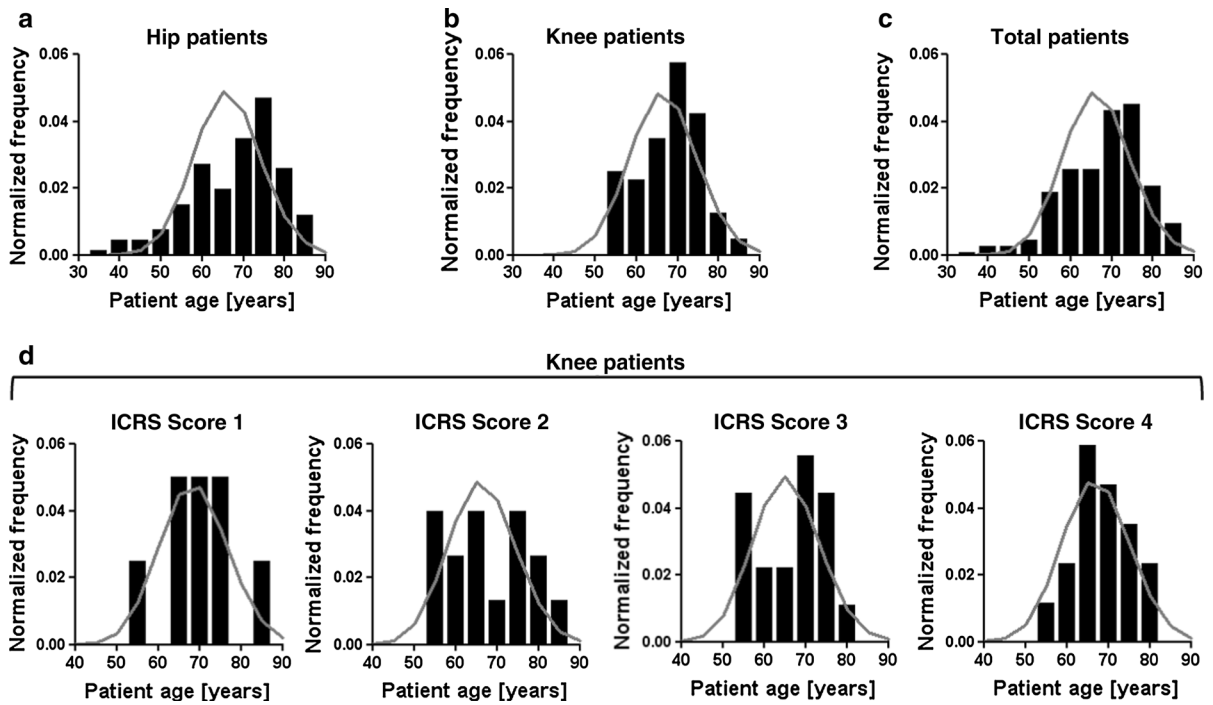 a
Hip patients
Normalized frequency
0.06
0.04
0.02
0.00
30 40 50 60 70 80 90
Patient age [years]
b
Knee patients
Normalized frequency
0.06
0.04
0.02
0.00
30 40 50 60 70 80 90
Patient age [years]
c
Total patients
Normalized frequency
0.06
0.04
0.02
0.00
30 40 50 60 70 80 90
Patient age [years]
d
Knee patients
ICRS Score 1
Normalized frequency
0.06
0.04
0.02
0.00
40 50 60 70 80 90
Patient age [years]
ICRS Score 2
Normalized frequency
0.06
0.04
0.02
0.00
40 50 60 70 80 90
Patient age [years]
ICRS Score 3
Normalized frequency
0.06
0.04
0.02
0.00
40 50 60 70 80 90
Patient age [years]
ICRS Score 4
Normalized frequency
0.06
0.04
0.02
0.00
40 50 60 70 80 90
Patient age [years]